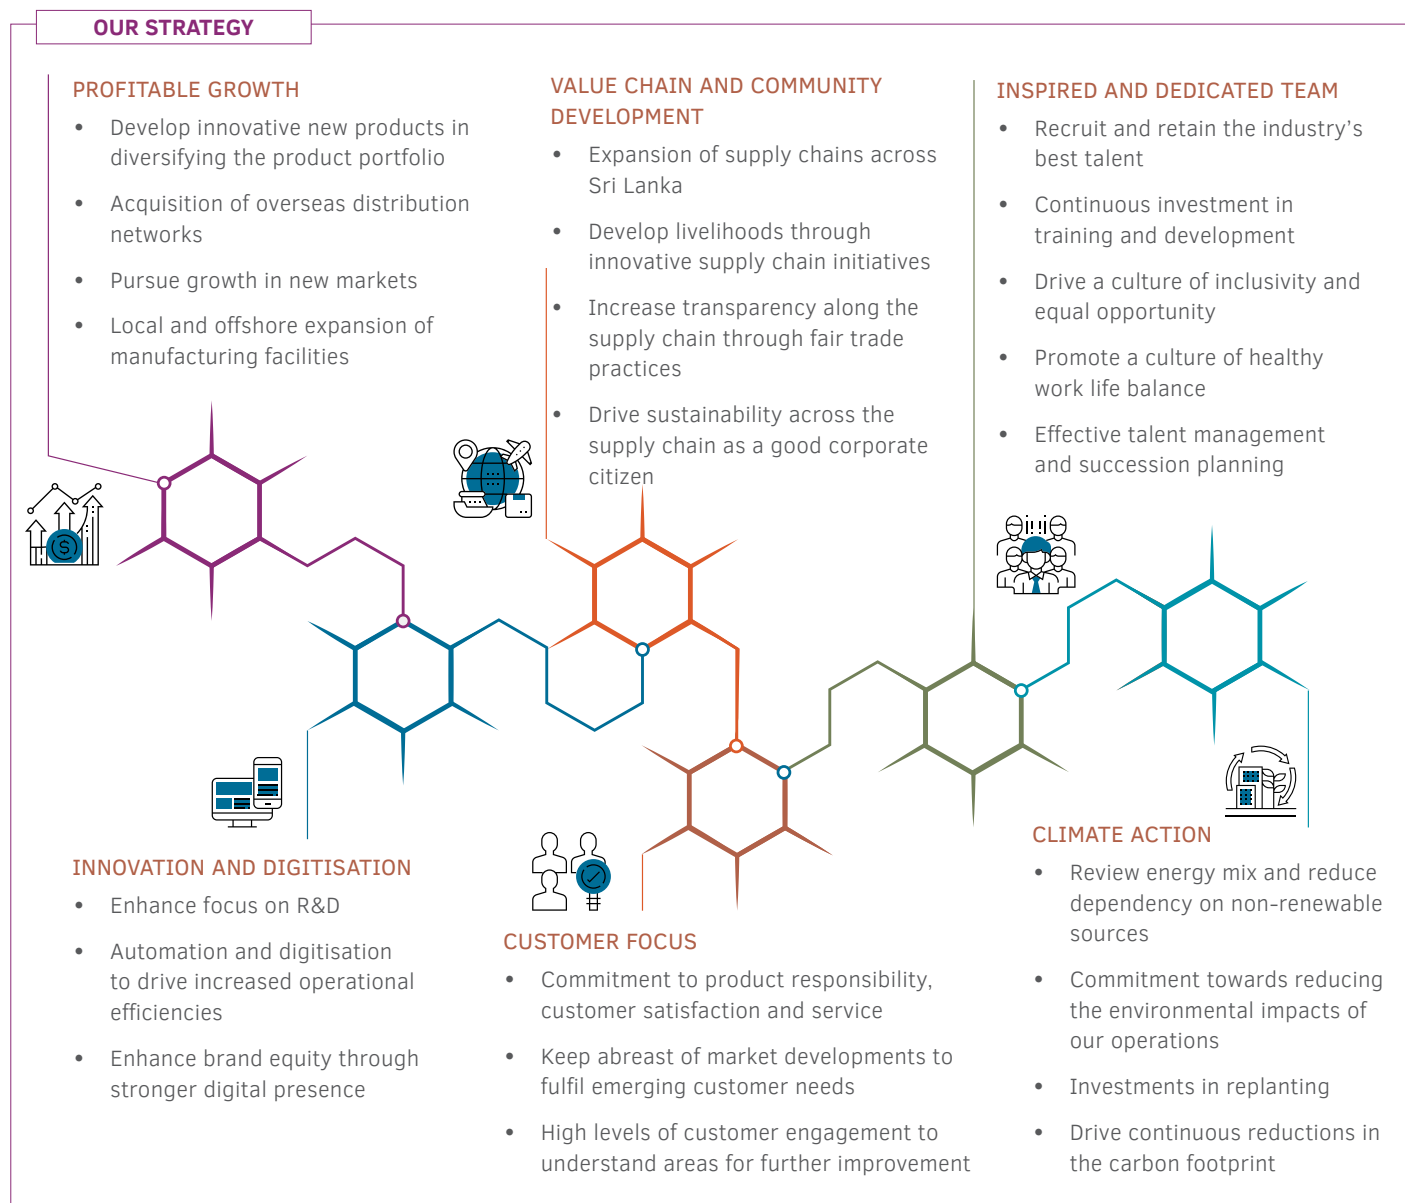 OUR STRATEGY
PROFITABLE GROWTH
• Develop innovative new products in
diversifying the product portfolio
• Acquisition of overseas distribution
networks
• Pursue growth in new markets
• Local and offshore expansion of
manufacturing facilities
VALUE CHAIN AND COMMUNITY
DEVELOPMENT
• Expansion of supply chains across
Sri Lanka
• Develop livelihoods through
innovative supply chain initiatives
• Increase transparency along the
supply chain through fair trade
practices
• Drive sustainability across the
supply chain as a good corporate
citizen
INSPIRED AND DEDICATED TEAM
• Recruit and retain the industry’s
best talent
• Continuous investment in
training and development
• Drive a culture of inclusivity and
equal opportunity
• Promote a culture of healthy
work life balance
• Effective talent management
and succession planning
$
INNOVATION AND DIGITISATION
• Enhance focus on R&D
• Automation and digitisation
to drive increased operational
efficiencies
• Enhance brand equity through
stronger digital presence
CUSTOMER FOCUS
• Commitment to product responsibility,
customer satisfaction and service
• Keep abreast of market developments to
fulfil emerging customer needs
• High levels of customer engagement to
understand areas for further improvement
CLIMATE ACTION
• Review energy mix and reduce
dependency on non-renewable
sources
• Commitment towards reducing
the environmental impacts of
our operations
• Investments in replanting
• Drive continuous reductions in
the carbon footprint